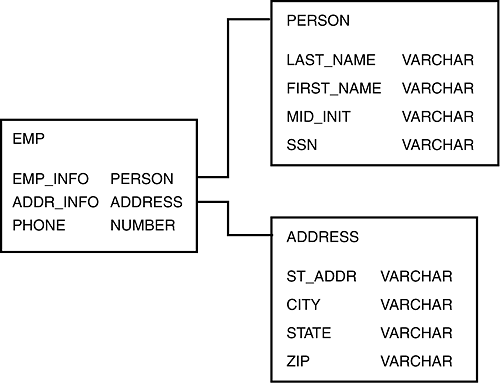 PERSON
LAST_NAME VARCHAR
FIRST_NAME VARCHAR
MID_INIT VARCHAR
SSN VARCHAR
EMP
EMP_INFO PERSON
ADDR_INFO ADDRESS
PHONE NUMBER
ADDRESS
ST_ADDR VARCHAR
CITY VARCHAR
STATE VARCHAR
ZIP VARCHAR